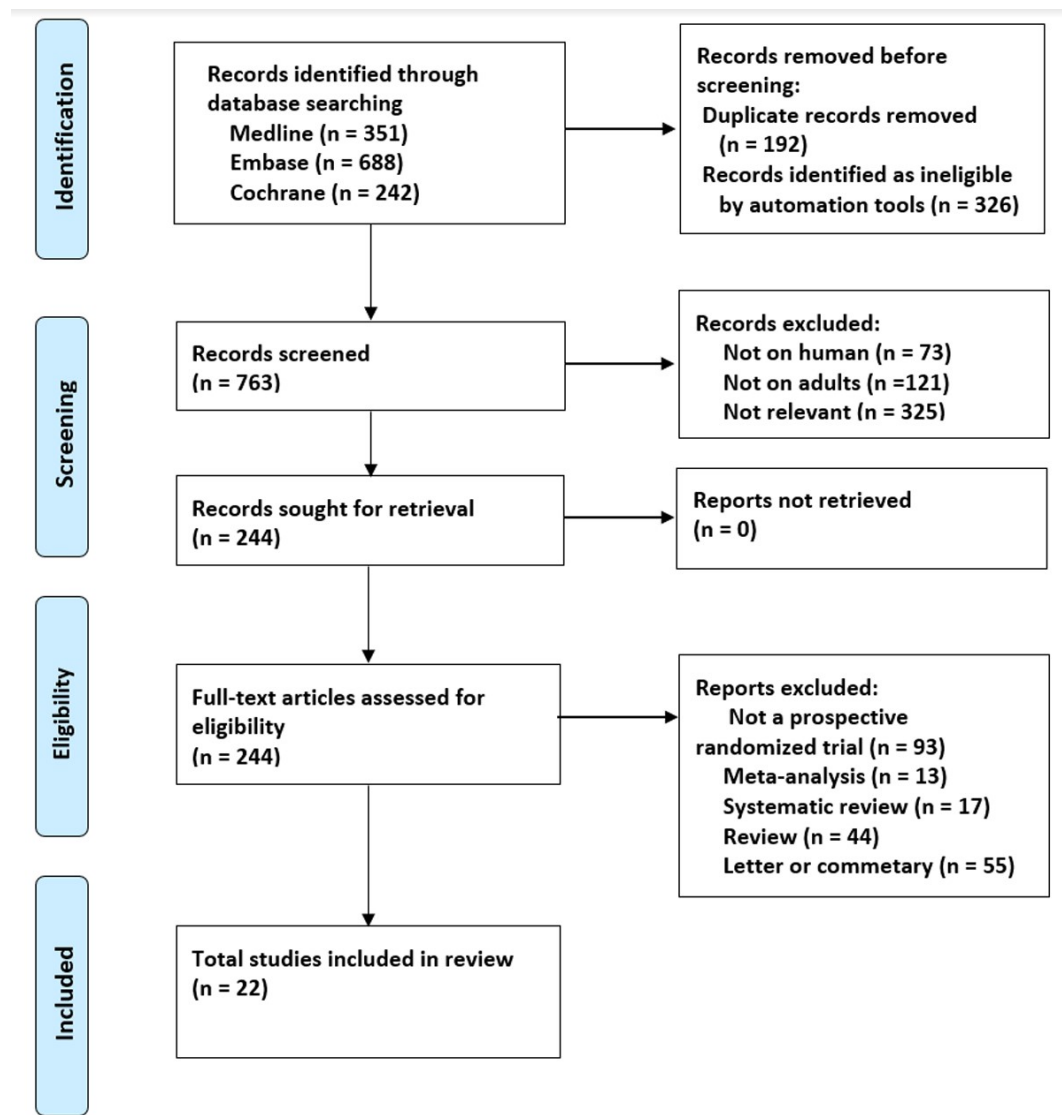 Identification
Records identified through
database searching
Medline (n = 351)
Embase (n = 688)
Cochrane (n = 242)
Records removed before
screening:
Duplicate records removed
(n = 192)
Records identified as ineligible
by automation tools (n = 326)
Screening
Records screened
(n = 763)
Records excluded:
Not on human (n = 73)
Not on adults (n =121)
Not relevant (n = 325)
Records sought for retrieval
(n = 244)
Reports not retrieved
(n = 0)
Eligibility
Full-text articles assessed for
eligibility
(n = 244)
Reports excluded:
Not a prospective
randomized trial (n = 93)
Meta-analysis (n = 13)
Systematic review (n = 17)
Review (n = 44)
Letter or commetary (n = 55)
Included
Total studies included in review
(n = 22)